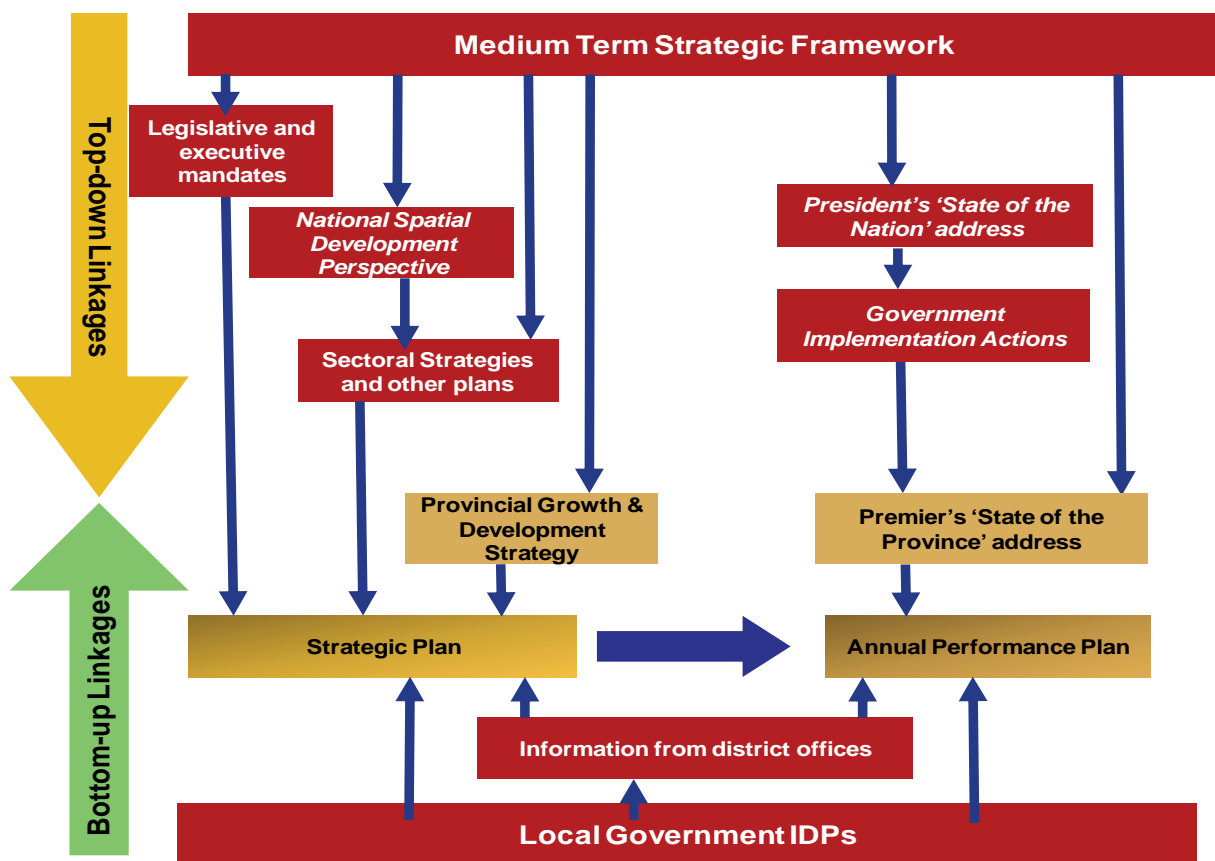 Medium Term Strategic Framework
Top-down Linkages
Legislative and
executive
mandates
National Spatial
Development
Perspective
President’s ‘State of the
Nation’ address
Government
Implementation Actions
Sectoral Strategies
and other plans
Provincial Growth &
Development
Strategy
Premier’s ‘State of the
Province’ address
Bottom-up Linkages
Strategic Plan
Annual Performance Plan
Information from district offices
Local Government IDPs